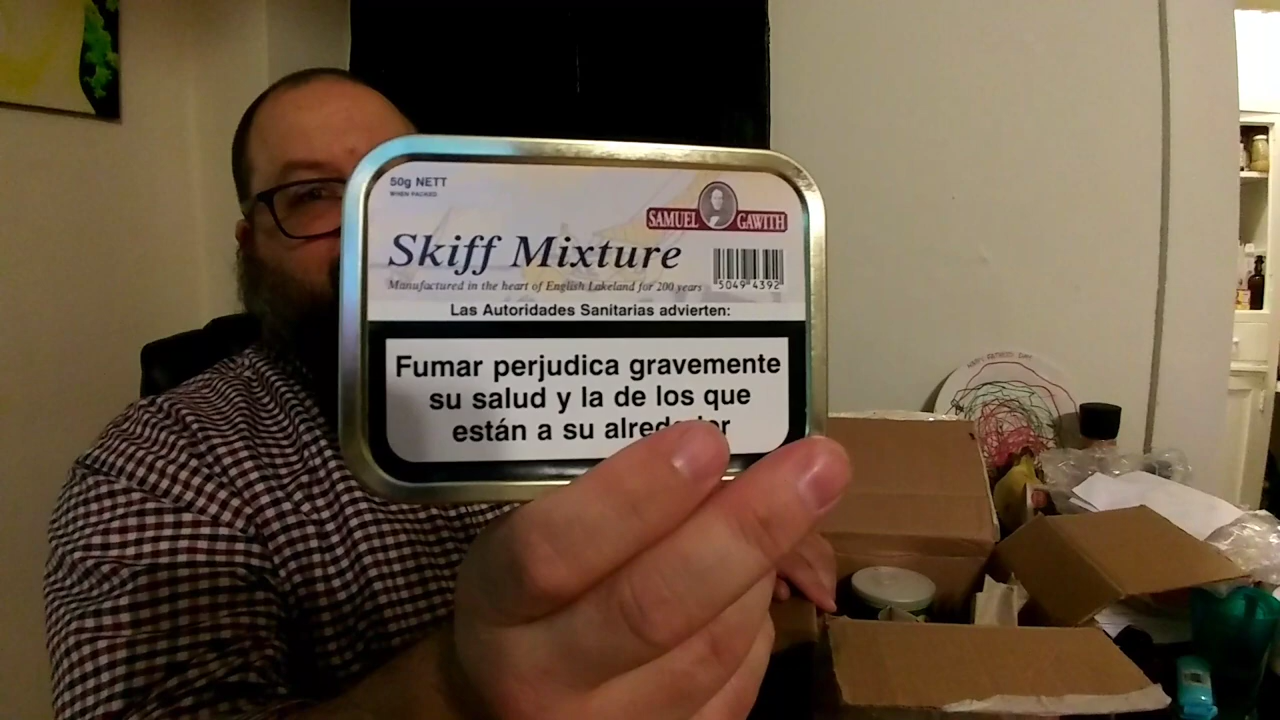 50g NETT
WHEN PACKED
SAMUEL GAWITH
Skiff Mixture
5049 4392
Manufactured in the heart of English Lakeland for 200 years
Las Autoridades Sanitarias advierten:
Fumar perjudica gravemente
su salud y la de los que
están a su